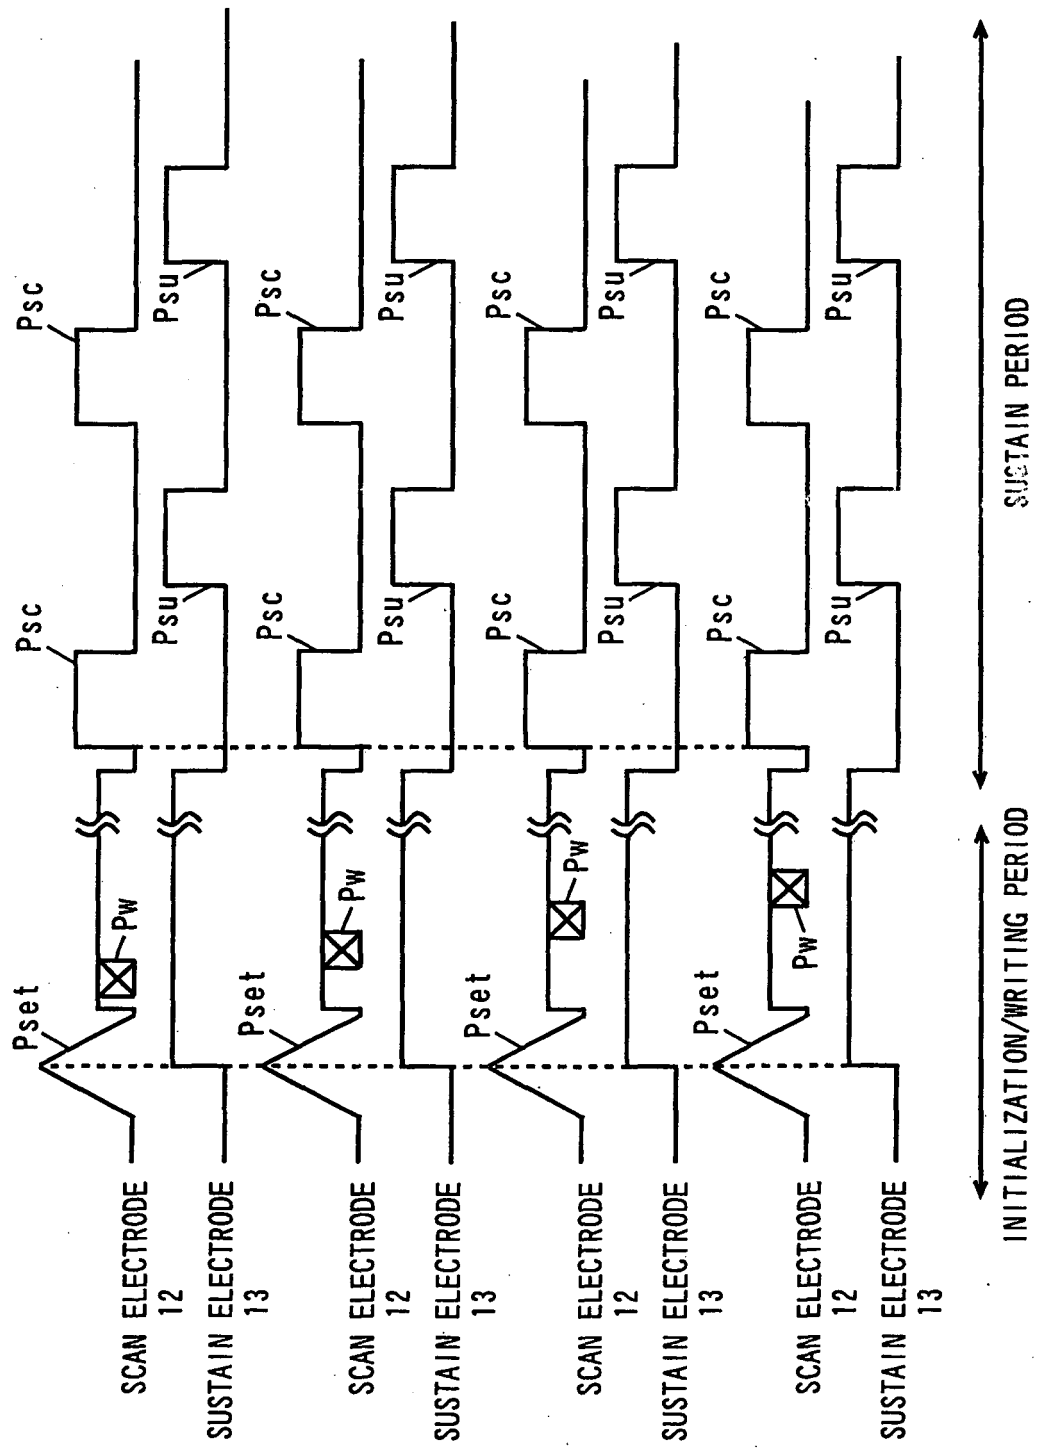 SCAN ELECTRODE
12
Pset
Pw
Psc
Psc
SUSTAIN ELECTRODE
13
Psu
Psu
SCAN ELECTRODE
12
Pset
Pw
Psc
Psc
SUSTAIN ELECTRODE
13
Psu
Psu
SCAN ELECTRODE
12
Pset
Pw
Psc
Psc
SUSTAIN ELECTRODE
13
Psu
Psu
SCAN ELECTRODE
12
Pset
Pw
Psc
Psc
SUSTAIN ELECTRODE
13
Psu
Psu
INITIALIZATION/WRITING PERIOD
SUSTAIN PERIOD